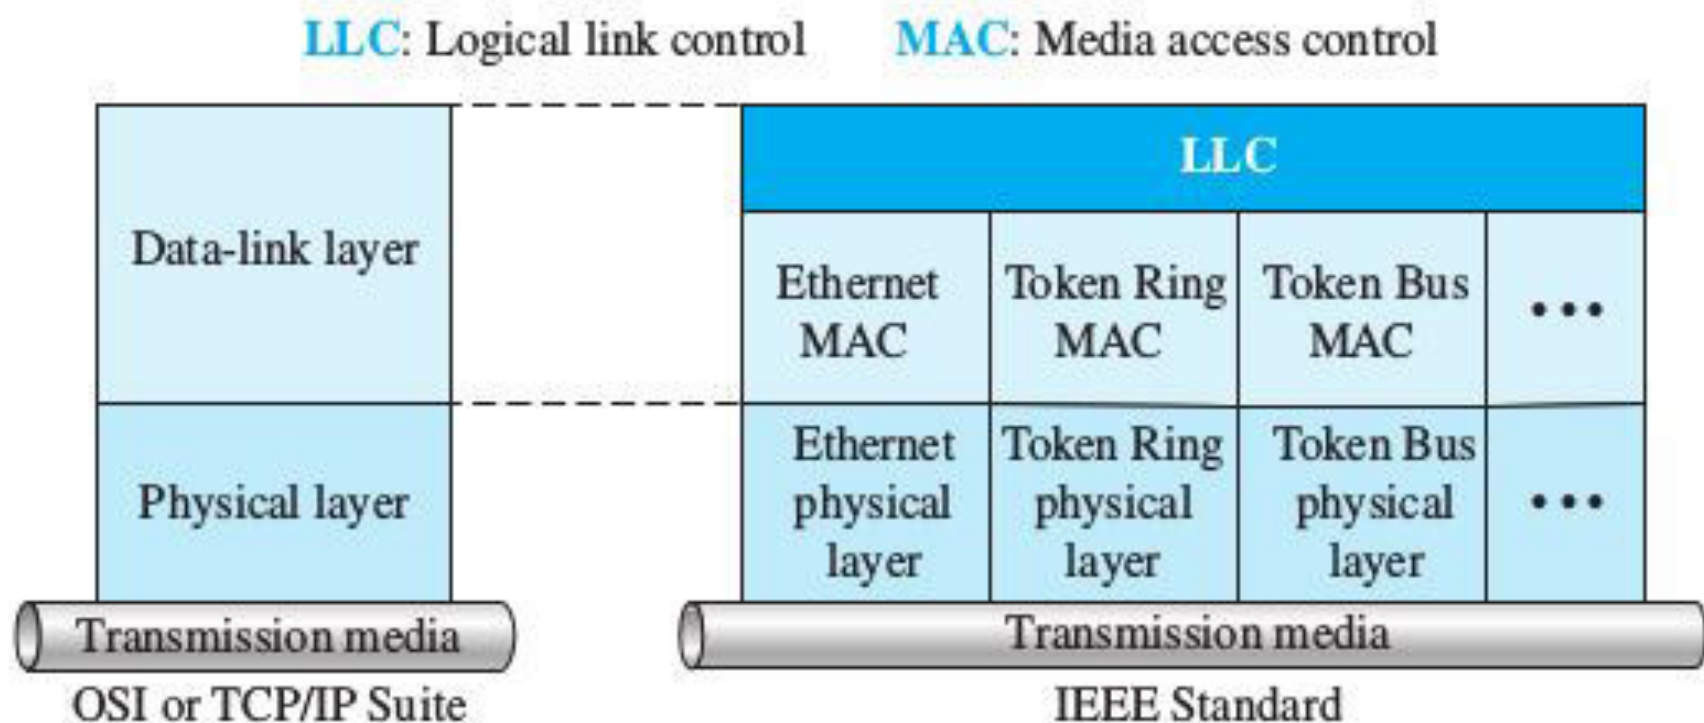 LLC: Logical link control MAC: Media access control
LLC
Data-link layer
Ethernet
MAC
Token Ring
MAC
Token Bus
MAC
•••
Physical layer
Ethernet
physical
layer
Token Ring
physical
layer
Token Bus
physical
layer
•••
Transmission media
Transmission media
OSI or TCP/IP Suite
IEEE Standard